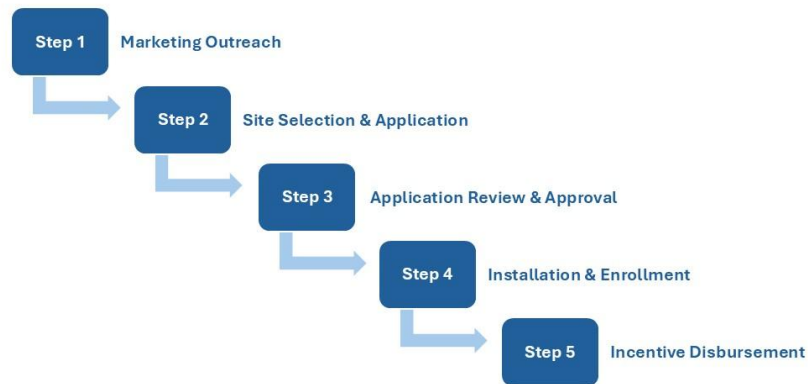 Step 1 Marketing Outreach
Step 2 Site Selection & Application
Step 3 Application Review & Approval
Step 4 Installation & Enrollment
Step 5 Incentive Disbursement